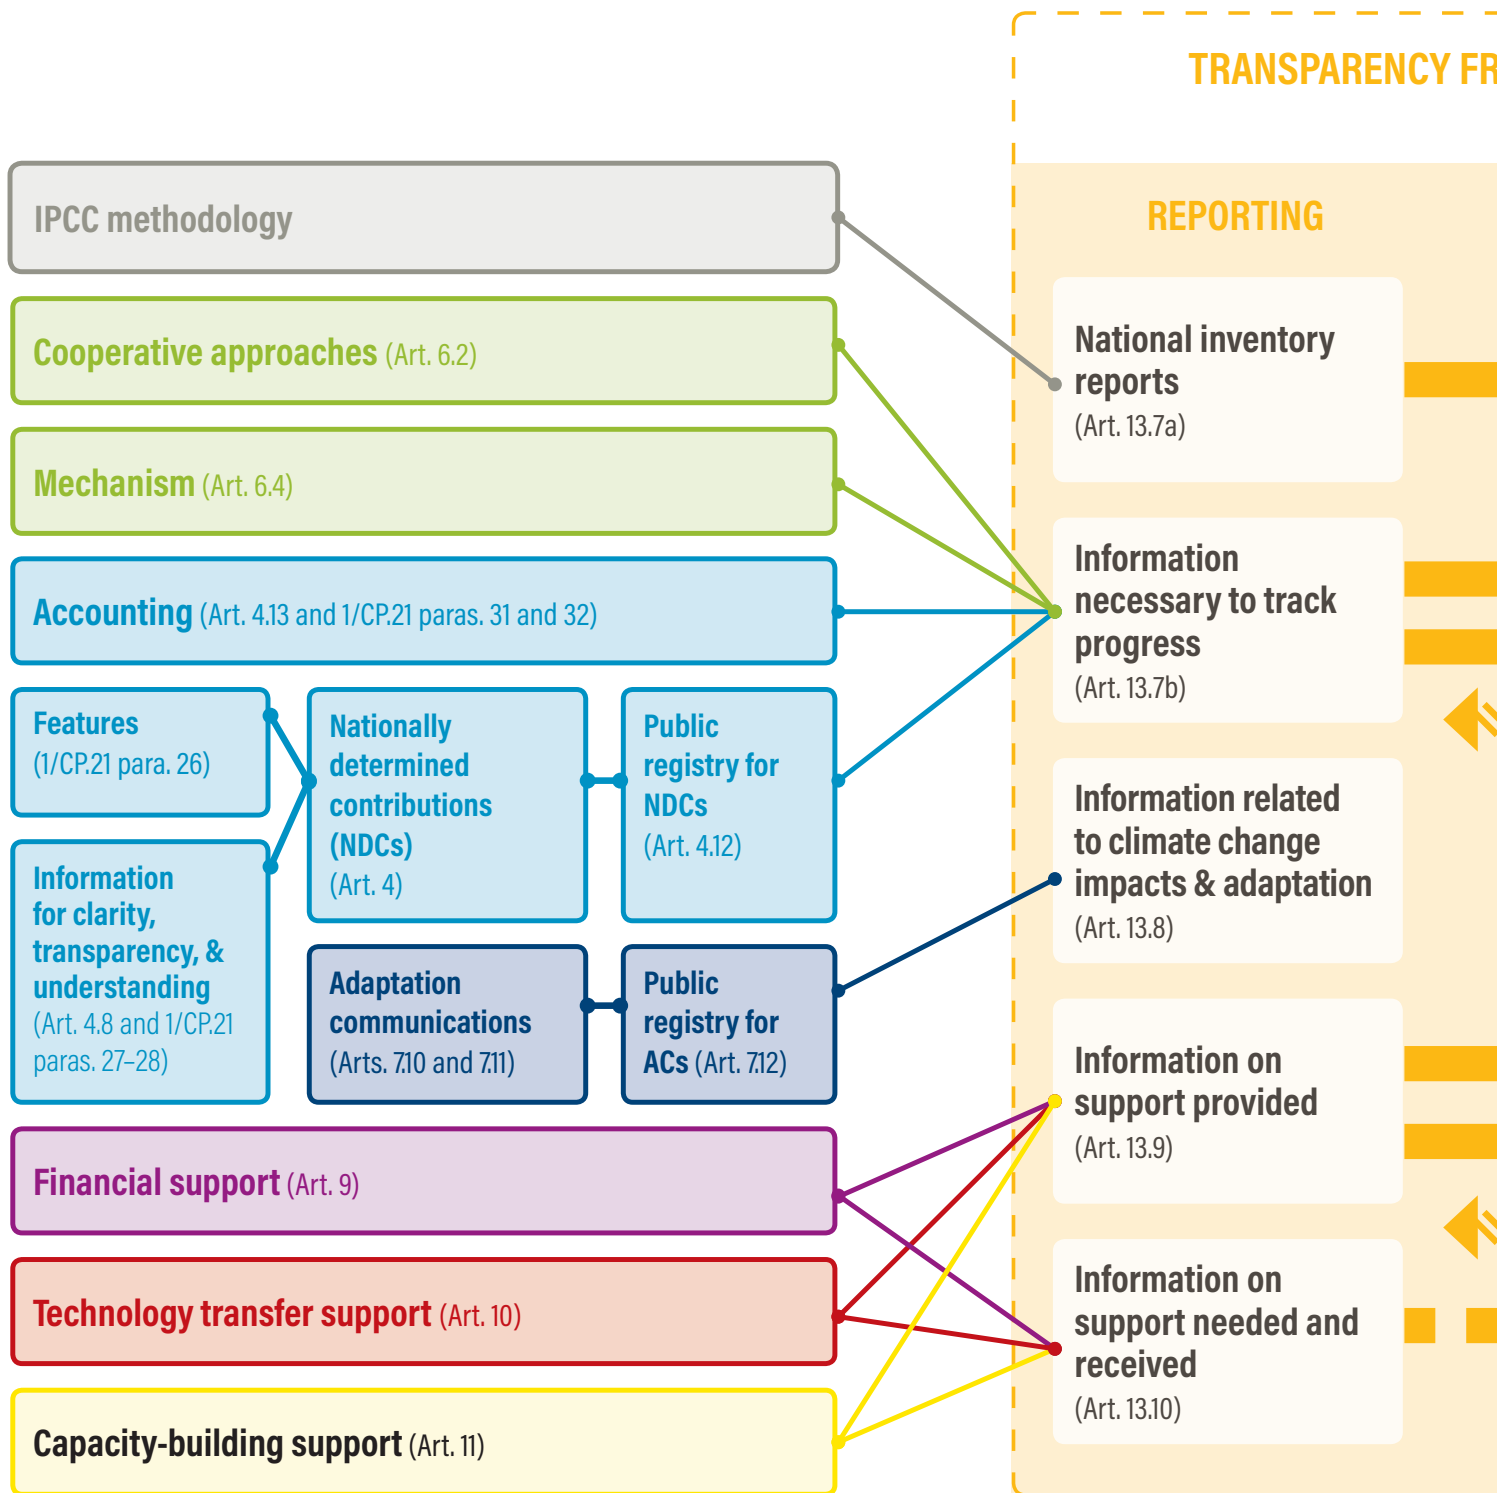 TRANSPARENCY FR
REPORTING
IPCC methodology
Cooperative approaches (Art. 6.2)
Mechanism (Art. 6.4)
Accounting (Art. 4.13 and 1/CP.21 paras. 31 and 32)
Features
(1/CP.21 para. 26)
Information
for clarity,
transparency, &
understanding
(Art. 4.8 and 1/CP.21
paras. 27–28)
Nationally
determined
contributions
(NDCs)
(Art. 4)
Public
registry for
NDCs
(Art. 4.12)
Adaptation
communications
(Arts. 7.10 and 7.11)
Public
registry for
ACs (Art. 7.12)
Financial support (Art. 9)
Technology transfer support (Art. 10)
Capacity-building support (Art. 11)
National inventory
reports
(Art. 13.7a)
Information
necessary to track
progress
(Art. 13.7b)
Information related
to climate change
impacts & adaptation
(Art. 13.8)
Information on
support provided
(Art. 13.9)
Information on
support needed and
received
(Art. 13.10)